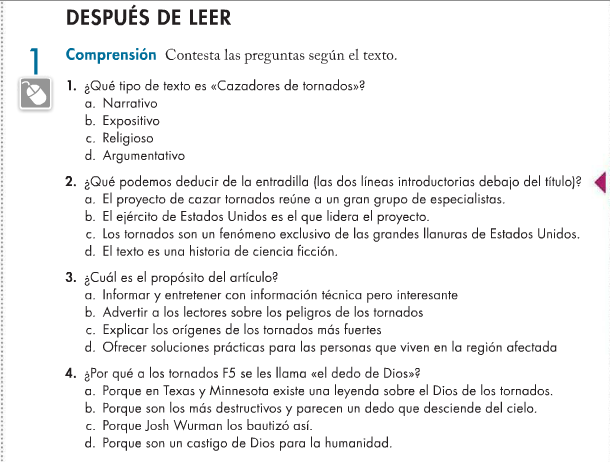 DESPUÉS DE LEER
1
Comprensión Contesta las preguntas según el texto.
1. ¿Qué tipo de texto es «Cazadores de tornados»?
a. Narrativo
b. Expositivo
c. Religioso
d. Argumentativo
2. ¿Qué podemos deducir de la entradilla (las dos líneas introductorias debajo del título)?
a. El proyecto de cazar tornados reúne a un gran grupo de especialistas.
b. El ejército de Estados Unidos es el que lidera el proyecto.
c. Los tornados son un fenómeno exclusivo de las grandes llanuras de Estados Unidos.
d. El texto es una historia de ciencia ficción.
3. ¿Cuál es el propósito del artículo?
a. Informar y entretener con información técnica pero interesante
b. Advertir a los lectores sobre los peligros de los tornados
c. Explicar los orígenes de los tornados más fuertes
d. Ofrecer soluciones prácticas para las personas que viven en la región afectada
4. ¿Por qué a los tornados F5 se les llama «el dedo de Dios»?
a. Porque en Texas y Minnesota existe una leyenda sobre el Dios de los tornados.
b. Porque son los más destructivos y parecen un dedo que desciende del cielo.
c. Porque Josh Wurman los bautizó así.
d. Porque son un castigo de Dios para la humanidad.